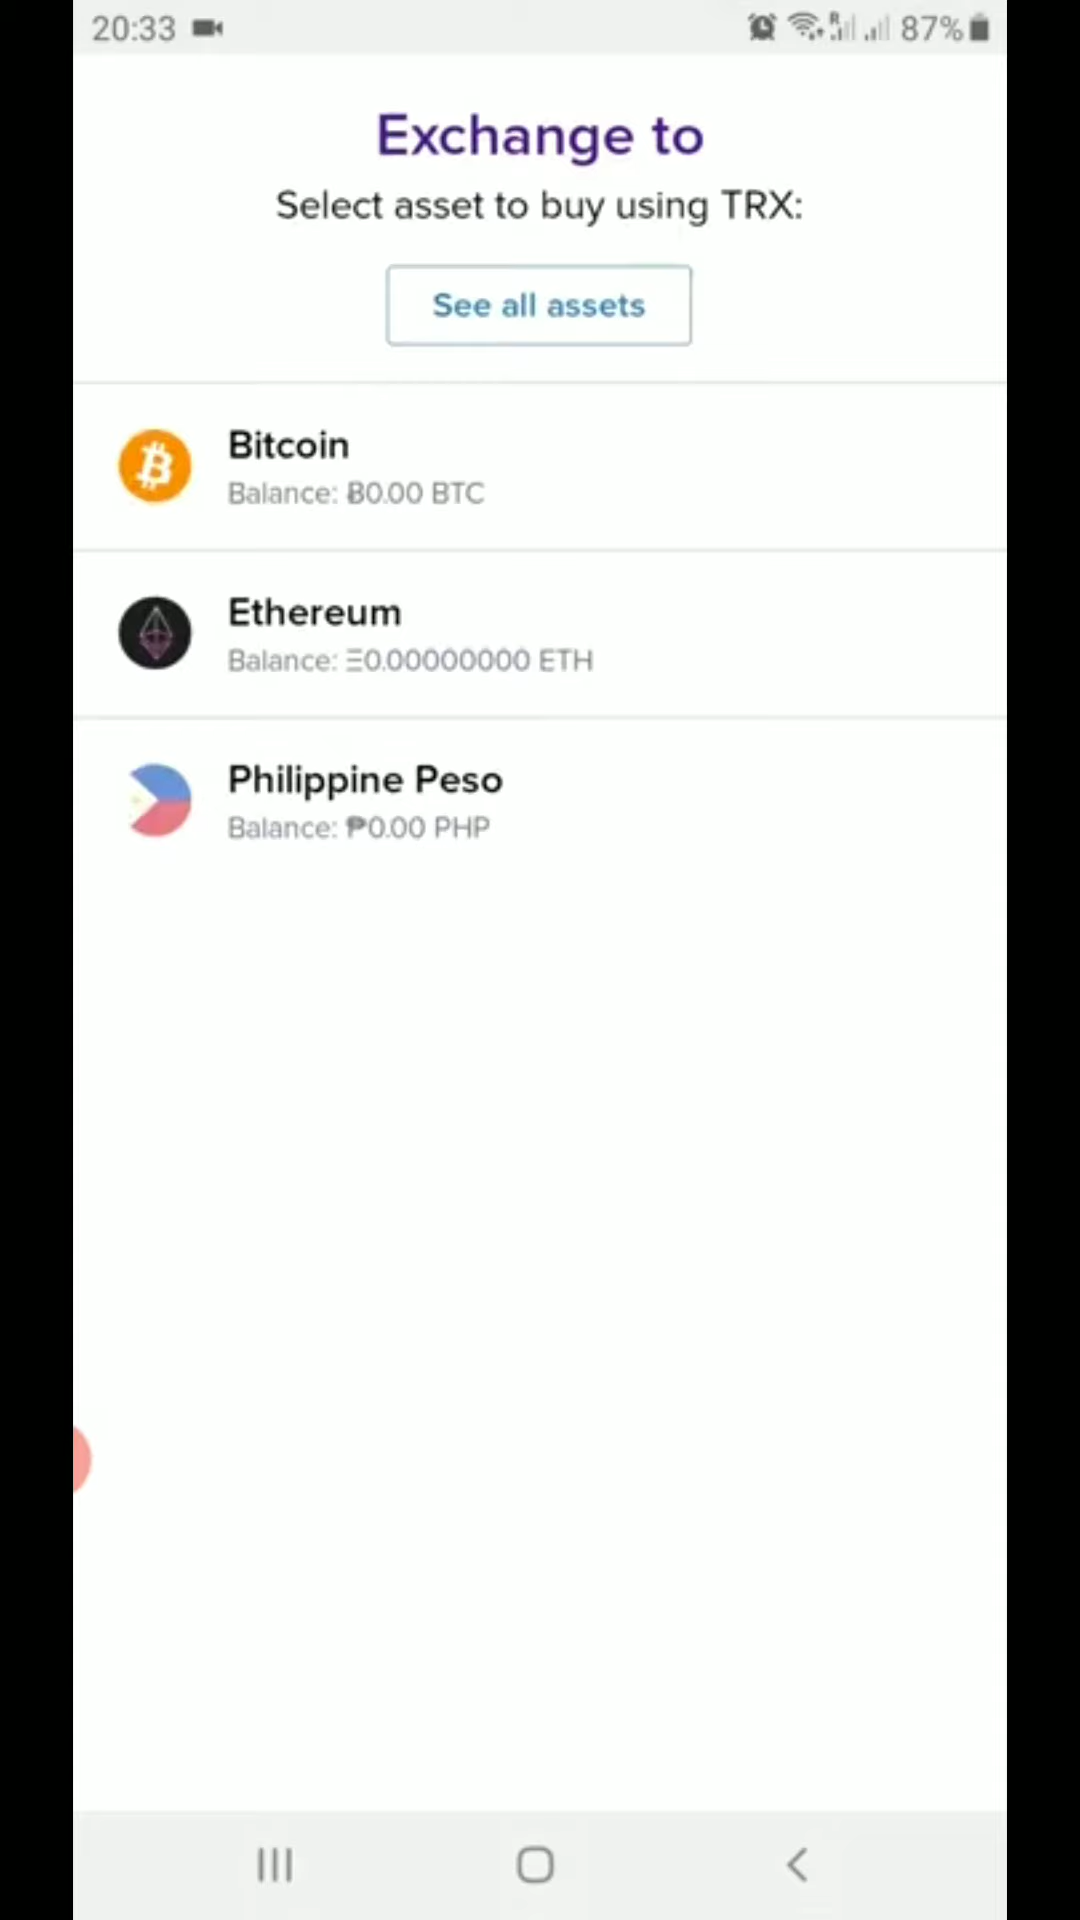 20:33
87%
Exchange to
Select asset to buy using TRX:
See all assets
Bitcoin
Balance: Ƀ0.00 BTC
Ethereum
Balance: Ξ0.00000000 ETH
Philippine Peso
Balance: ₱0.00 PHP